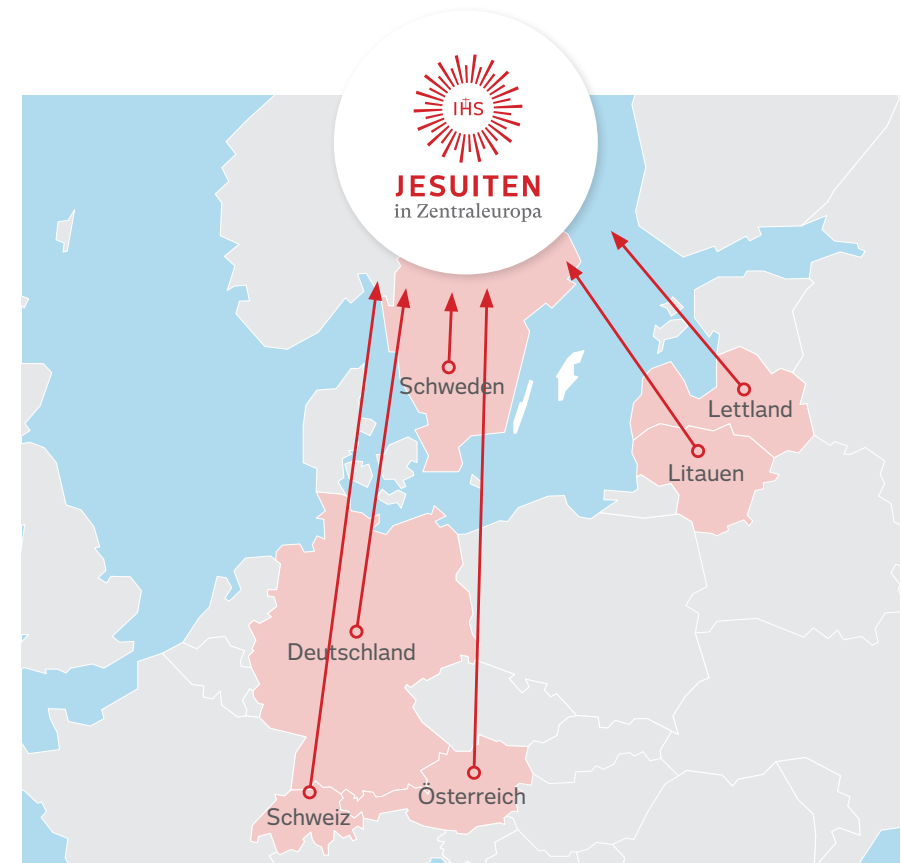 IHS
JESUITEN
in Zentraleuropa
Schweden
Lettland
Litauen
Deutschland
Österreich
Schweiz